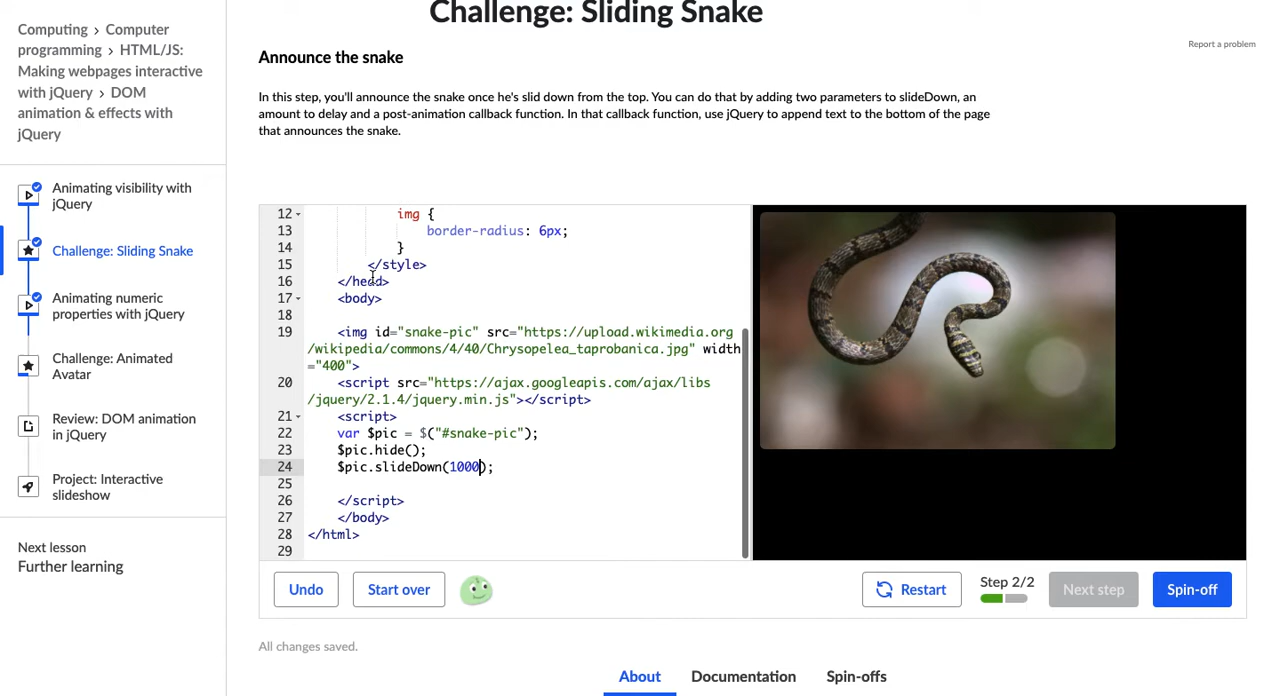 Computing › Computer
programming › HTML/JS:
Making webpages interactive
with jQuery › DOM
animation & effects with
jQuery
Animating visibility with
jQuery
Challenge: Sliding Snake
Animating numeric
properties with jQuery
Challenge: Animated
Avatar
Review: DOM animation
in jQuery
Project: Interactive
slideshow
Next lesson
Further learning
Challenge: Sliding Snake
Report a problem
Announce the snake
In this step, you'll announce the snake once he's slid down from the top. You can do that by adding two parameters to slideDown, an
amount to delay and a post-animation callback function. In that callback function, use jQuery to append text to the bottom of the page
that announces the snake.
12 img {
13 border-radius: 6px;
14 }
15 </style>
16 </head>
17 <body>
18
19 <img id="snake-pic" src="https://upload.wikimedia.org
/wikipedia/commons/4/40/Chrysopelea_taprobanica.jpg" width
="400">
20 <script src="https://ajax.googleapis.com/ajax/libs
/jquery/2.1.4/jquery.min.js"></script>
21 <script>
22 var $pic = $("#snake-pic");
23 $pic.hide();
24 $pic.slideDown(1000);
25
26 </script>
27 </body>
28 </html>
29
Undo
Start over
Restart
Step 2/2
Next step
Spin-off
All changes saved.
About
Documentation
Spin-offs